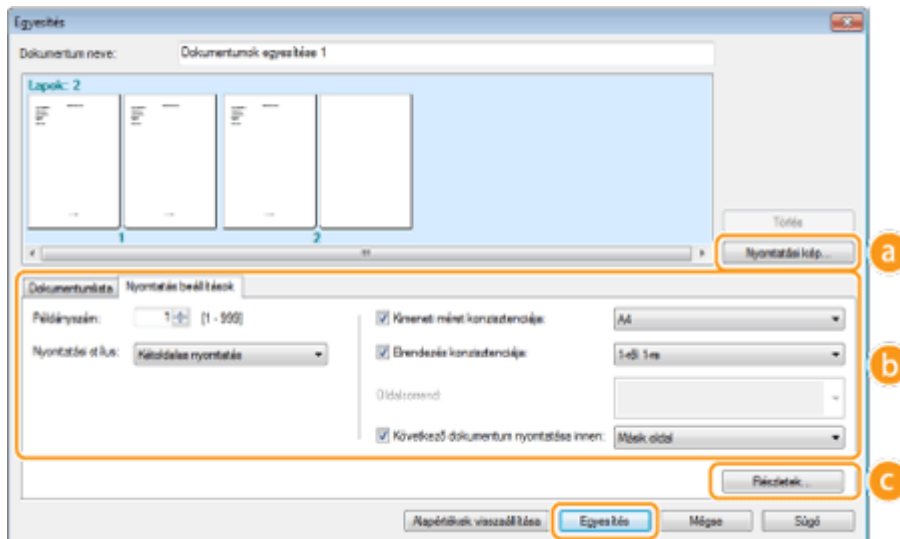 Egyesítés
Dokumentum neve: Dokumentumok egyesítése 1
Lapok: 2
1 2
Törlés
Nyomtatási kép... a
Dokumentumlista Nyomtatás beállítások
Példányszám: 1 [1 - 999] Kimeneti méret konzisztenciája: A4
Nyomtatási stílus: Kétoldalas nyomtatás Elrendezés konzisztenciája: 1-ből 1-es b
Oldalsorrend:
Következő dokumentum nyomtatása innen: Másik oldal
Részletek... c
Alapértékek visszaállítása Egyesítés Mégse Súgó